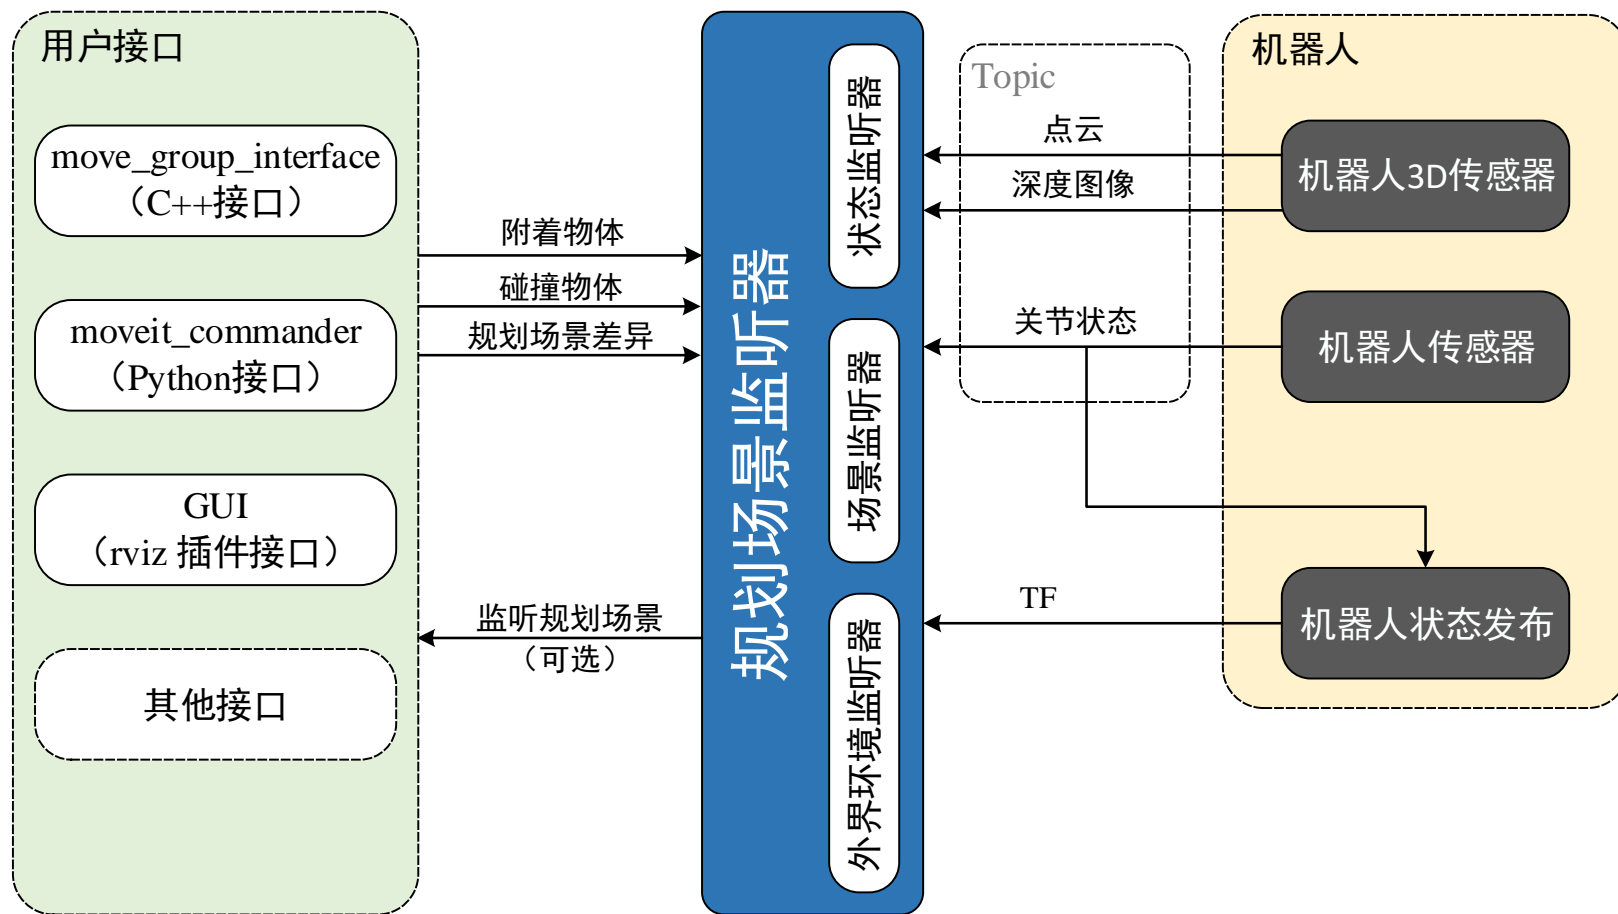 用户接口
move_group_interface
（C++接口）
moveit_commander
（Python接口）
GUI
（rviz 插件接口）
其他接口
附着物体
碰撞物体
规划场景差异
监听规划场景
（可选）
规划场景监听器
状态监听器
场景监听器
外界环境监听器
Topic
点云
深度图像
关节状态
TF
机器人
机器人3D传感器
机器人传感器
机器人状态发布